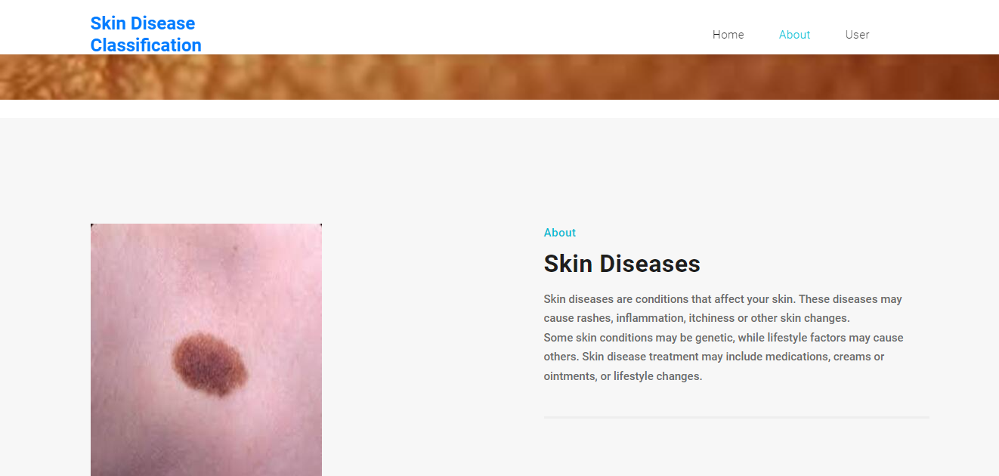 Skin Disease
Classification
Home About User
About
Skin Diseases
Skin diseases are conditions that affect your skin. These diseases may
cause rashes, inflammation, itchiness or other skin changes.
Some skin conditions may be genetic, while lifestyle factors may cause
others. Skin disease treatment may include medications, creams or
ointments, or lifestyle changes.